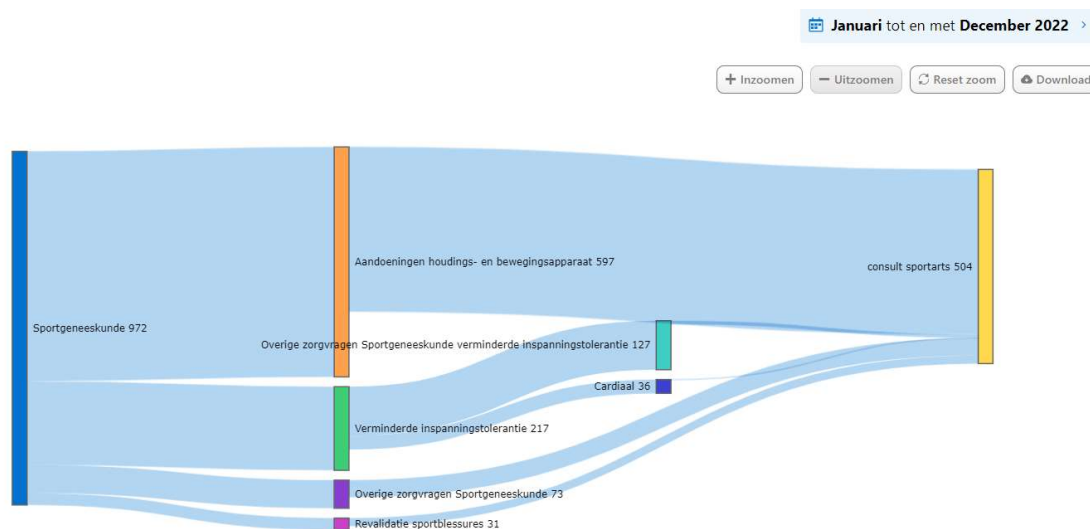 Januari tot en met December 2022
Inzoomen
Uitzoomen
Reset zoom
Download
Aandoeningen houdings- en bewegingsapparaat 597
consult sportarts 504
Sportgeneeskunde 972
Overige zorgvragen Sportgeneeskunde verminderde inspanningstolerantie 127
Cardiaal 36
Verminderde inspanningstolerantie 217
Overige zorgvragen Sportgeneeskunde 73
Revalidatie sportblessures 31